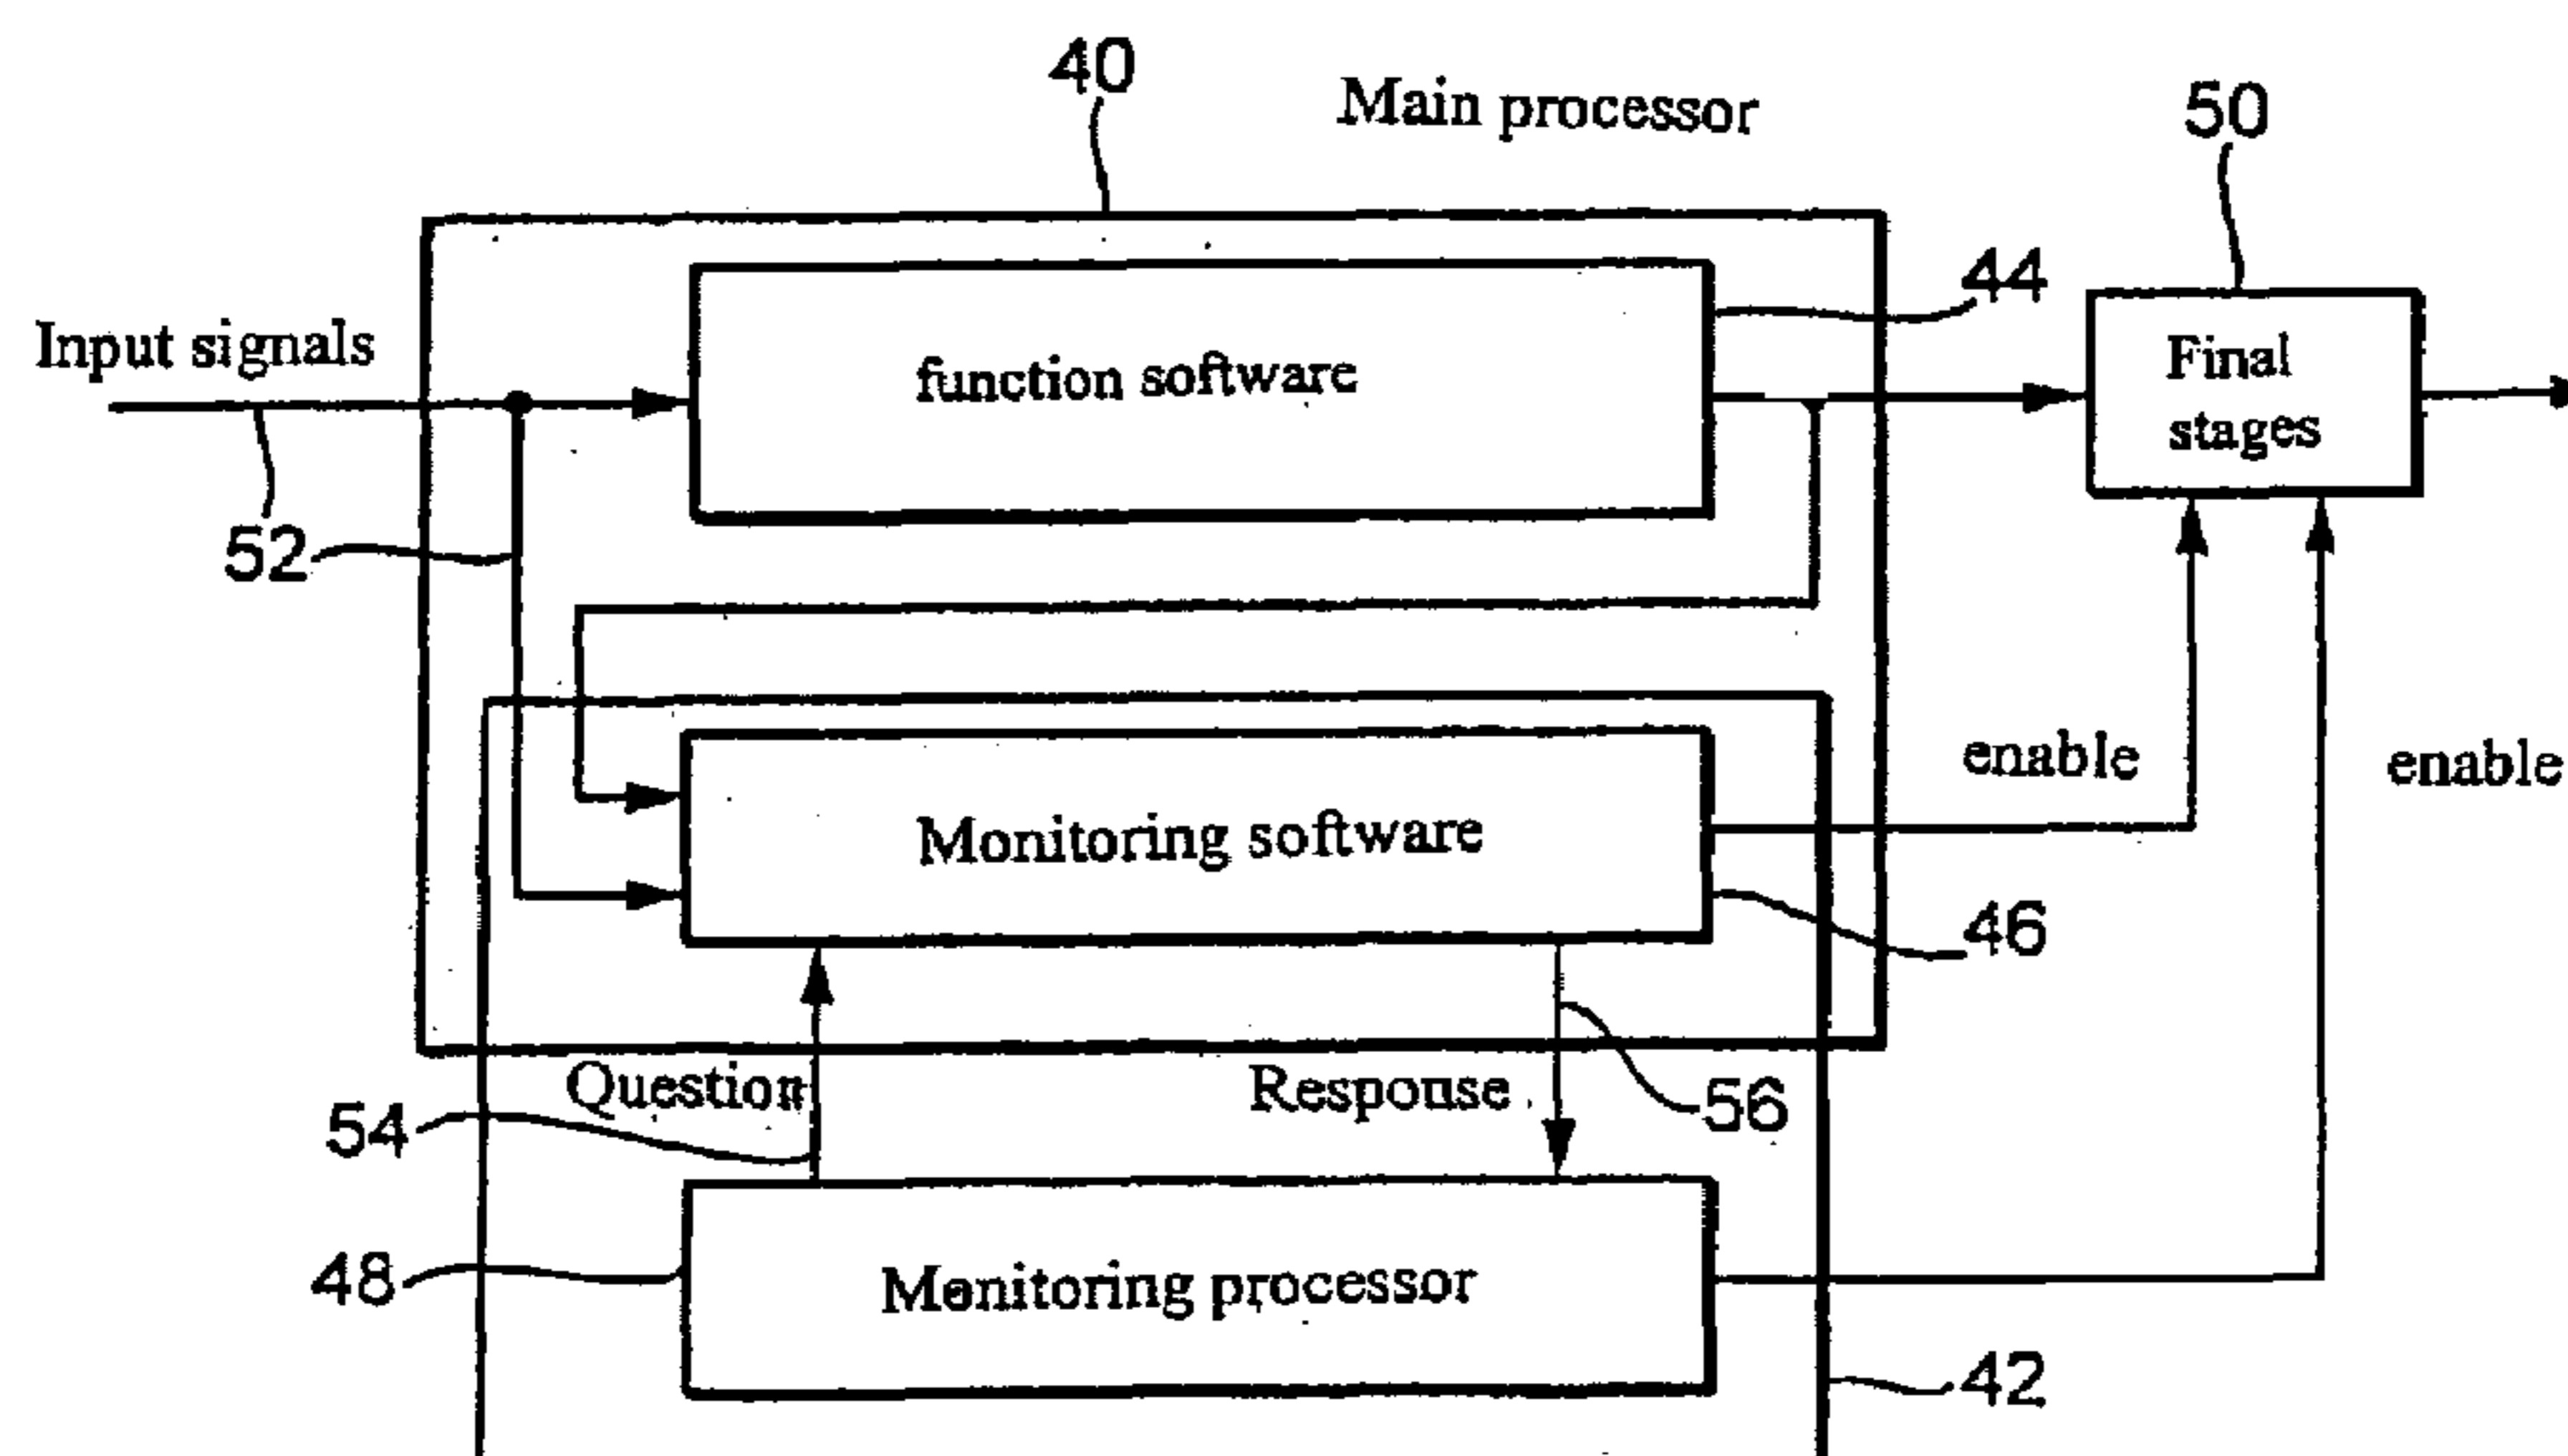 40
Main processor
50
44
Input signals
function software
Final
stages
52
enable
enable
Monitoring software
46
Question
Response
56
54
48
Monitoring processor
42